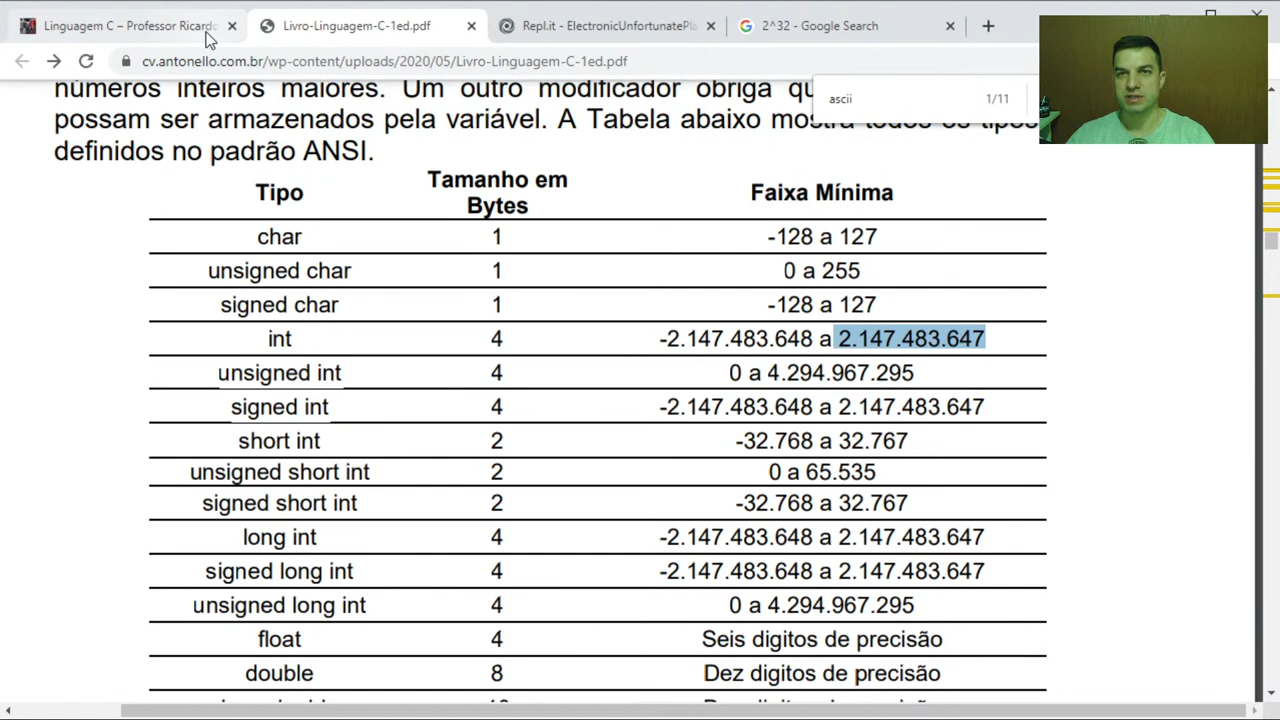 Linguagem C – Professor Ricardo
Livro-Linguagem-C-1ed.pdf
Repl.it - ElectronicUnfortunatePla
2^32 - Google Search
cv.antonello.com.br/wp-content/uploads/2020/05/Livro-Linguagem-C-1ed.pdf
ascii 1/11
números inteiros maiores. Um outro modificador obriga qu
possam ser armazenados pela variável. A Tabela abaixo mostra todos os tipos
definidos no padrão ANSI.
Tipo Tamanho em Bytes Faixa Mínima
char 1 -128 a 127
unsigned char 1 0 a 255
signed char 1 -128 a 127
int 4 -2.147.483.648 a 2.147.483.647
unsigned int 4 0 a 4.294.967.295
signed int 4 -2.147.483.648 a 2.147.483.647
short int 2 -32.768 a 32.767
unsigned short int 2 0 a 65.535
signed short int 2 -32.768 a 32.767
long int 4 -2.147.483.648 a 2.147.483.647
signed long int 4 -2.147.483.648 a 2.147.483.647
unsigned long int 4 0 a 4.294.967.295
float 4 Seis digitos de precisão
double 8 Dez digitos de precisão